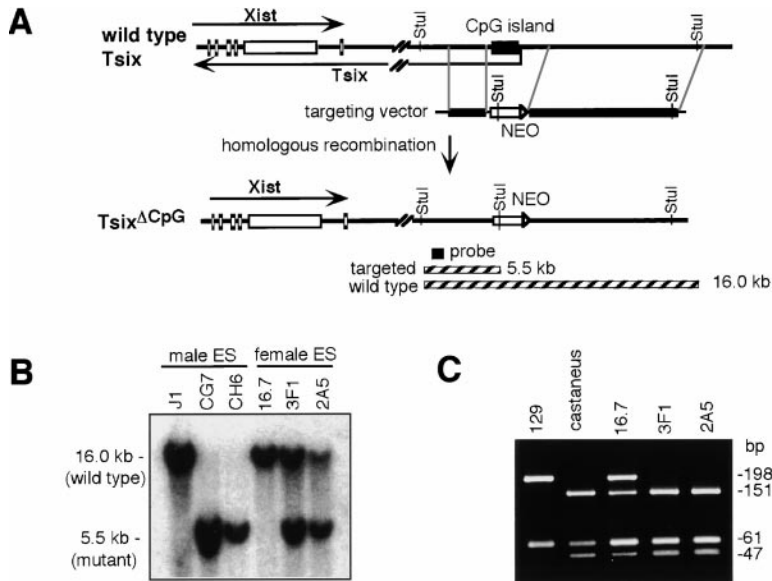 A
Xist
wild type
Tsix
StuI
CpG island
StuI
Tsix
targeting vector
StuI
StuI
NEO
homologous recombination
Xist
Tsix ΔCpG
StuI
StuI
NEO
StuI
probe
targeted
5.5 kb
wild type
16.0 kb
B
male ES
female ES
J1
CG7
CH6
16.7
3F1
2A5
16.0 kb -
(wild type)
5.5 kb -
(mutant)
C
129
castaneus
16.7
3F1
2A5
bp
-198
-151
-61
-47